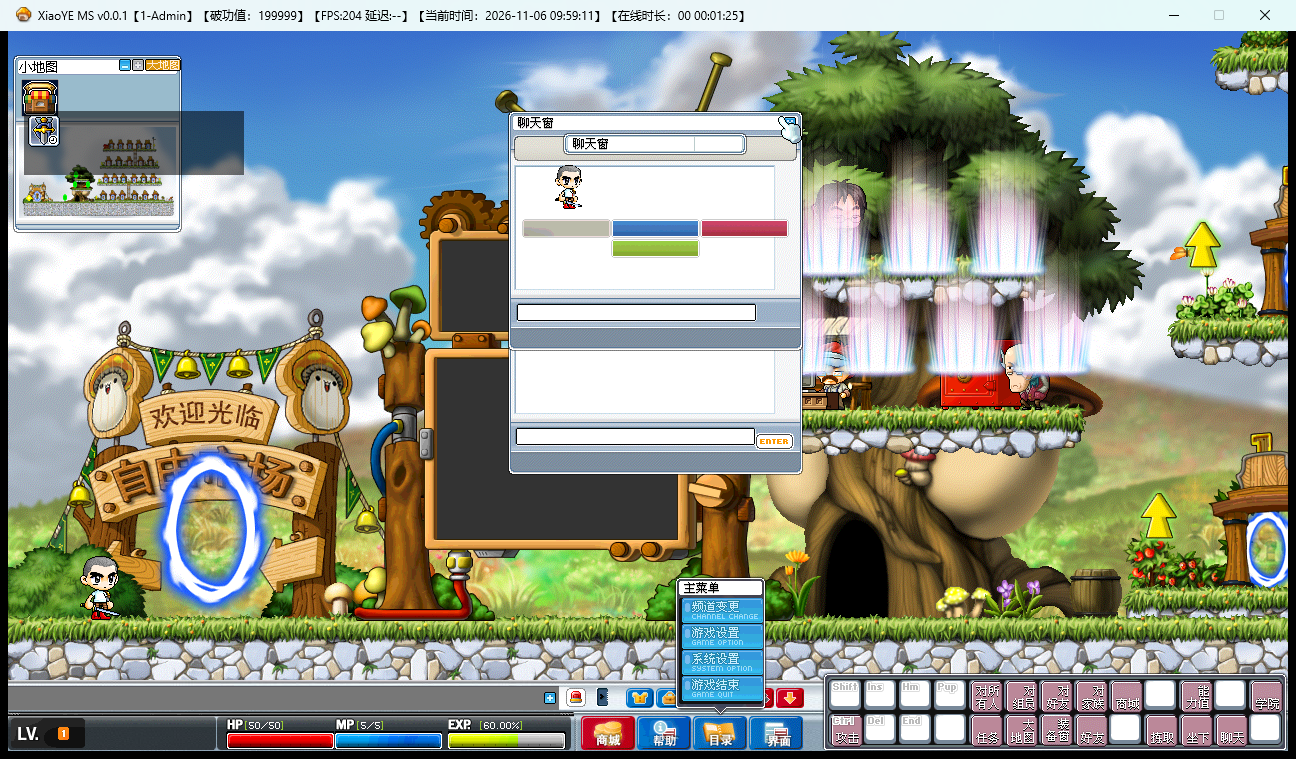 XiaoYE MS v0.0.1【1-Admin】【破功值：199999】【FPS:204 延迟:--】【当前时间：2026-11-06 09:59:11】【在线时长：00 00:01:25】
小地图
大地图
聊天窗
聊天窗
欢迎光临
自由市场
ENTER
主菜单
频道变更
CHANNEL CHANGE
游戏设置
GAME OPTION
系统设置
SYSTEM OPTION
游戏结束
GAME QUIT
LV. 1
HP[50/50]
MP[5/5]
EXP. [60.00%]
商城
帮助
目录
界面
Shift
Ins
Hm
Pup
对所有人
对组员
对好友
对家族
商城
能力值
学院
Ctrl
Del
End
攻击
任务
地图
装备窗
好友
拾取
坐下
聊天